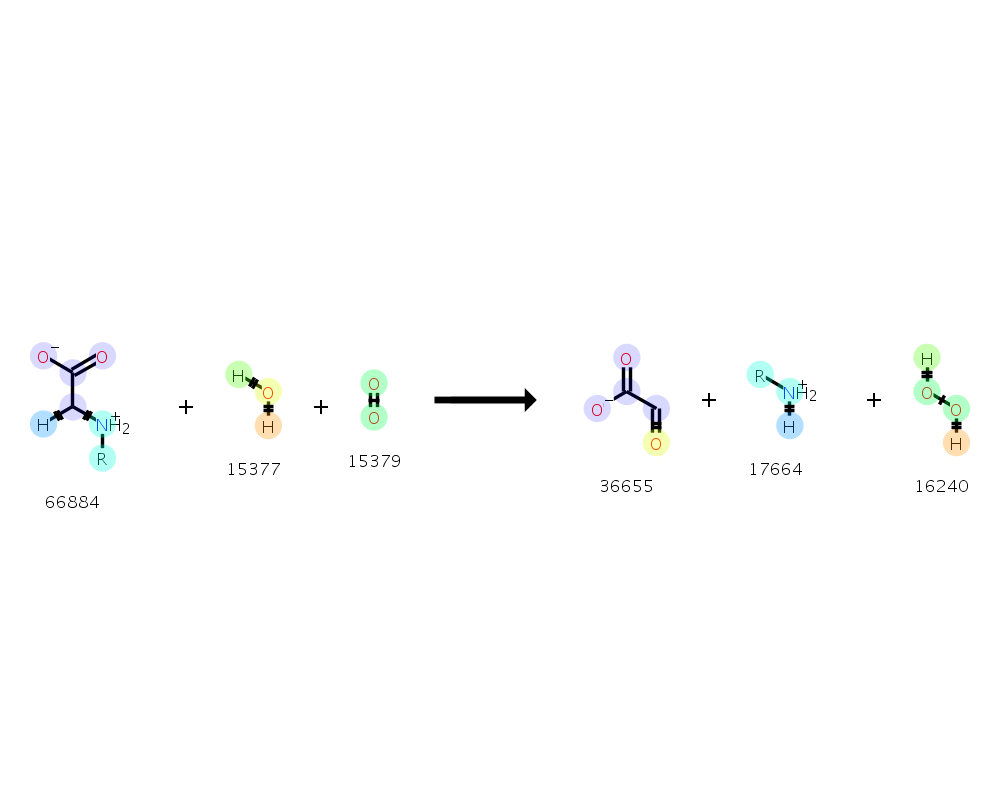 O− O
H NH2+
R
66884
+
H O
H
15377
+
O
O
15379
O
O−
O
36655
+
R NH2+
H
17664
+
H
O O
H
16240